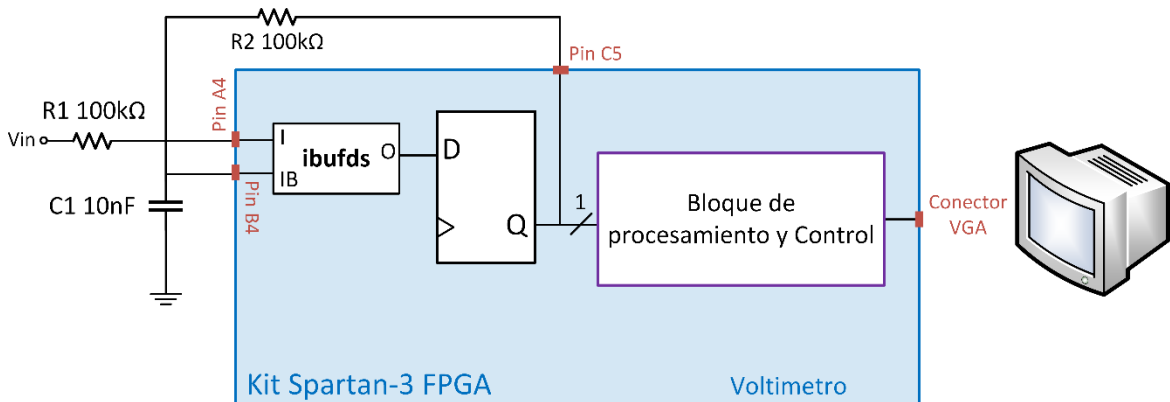 R2 100kΩ
Pin C5
R1 100kΩ
Pin A4
Vin
I
ibufds
O
D
IB
Pin B4
C1 10nF
Q
1
Bloque de
procesamiento y Control
Conector
VGA
Kit Spartan-3 FPGA
Voltimetro